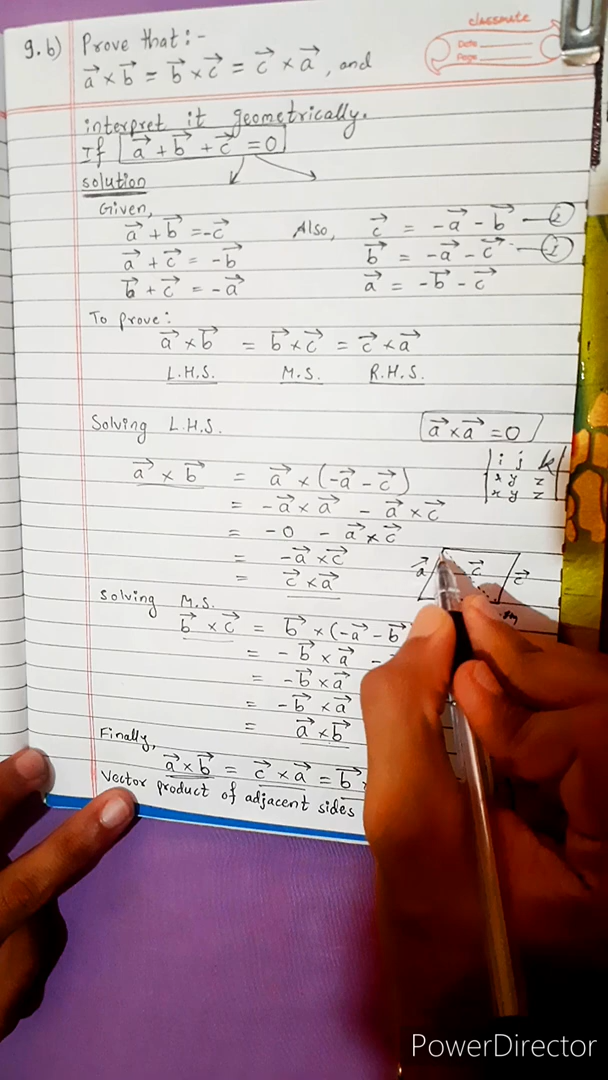 classmate
Date
Page
9. b) Prove that :-
a⃗ × b⃗ = b⃗ × c⃗ = c⃗ × a⃗, and
interpret it geometrically.
If a⃗ + b⃗ + c⃗ = 0
solution
Given,
a⃗ + b⃗ = -c⃗ Also, c⃗ = -a⃗ - b⃗ — 2
a⃗ + c⃗ = -b⃗ b⃗ = -a⃗ - c⃗ — 1
b⃗ + c⃗ = -a⃗ a⃗ = -b⃗ - c⃗
To prove:
a⃗ × b⃗ = b⃗ × c⃗ = c⃗ × a⃗
L.H.S. M.S. R.H.S.
Solving L.H.S. a⃗ × a⃗ = 0
i j k
x y z
x y z
a⃗ × b⃗ = a⃗ × (-a⃗ - c⃗)
= -a⃗ × a⃗ - a⃗ × c⃗
= -0 - a⃗ × c⃗
= -a⃗ × c⃗
= c⃗ × a⃗
a⃗ c⃗ c⃗
Solving M.S.
b⃗ × c⃗ = b⃗ × (-a⃗ - b⃗
= -b⃗ × a⃗ -
= -b⃗ × a⃗
= -b⃗ × a⃗
= a⃗ × b⃗
Finally,
a⃗ × b⃗ = c⃗ × a⃗ = b⃗
Vector product of adjacent sides
PowerDirector